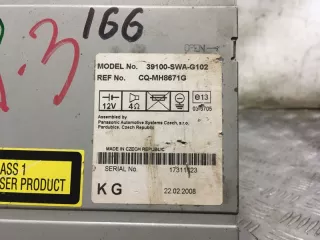 166
OPEN
MODEL No. 39100-SWA-G102
REF No. CQ-MH8671G
12V 4Ω e13
Assembled by
Panasonic Automotive Systems Czech, s.r.o.
Pardubice, Czech Republic
MADE IN CZECH REPUBLIC
SERIAL No.
KG 22.02.2008
ASS 1
SER PRODUCT